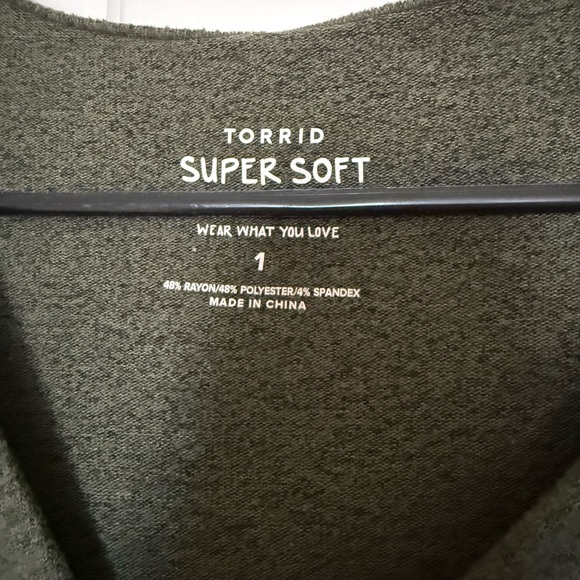 TORRID
SUPER SOFT
WEAR WHAT YOU LOVE
1
48% RAYON/48% POLYESTER/4% SPANDEX
MADE IN CHINA